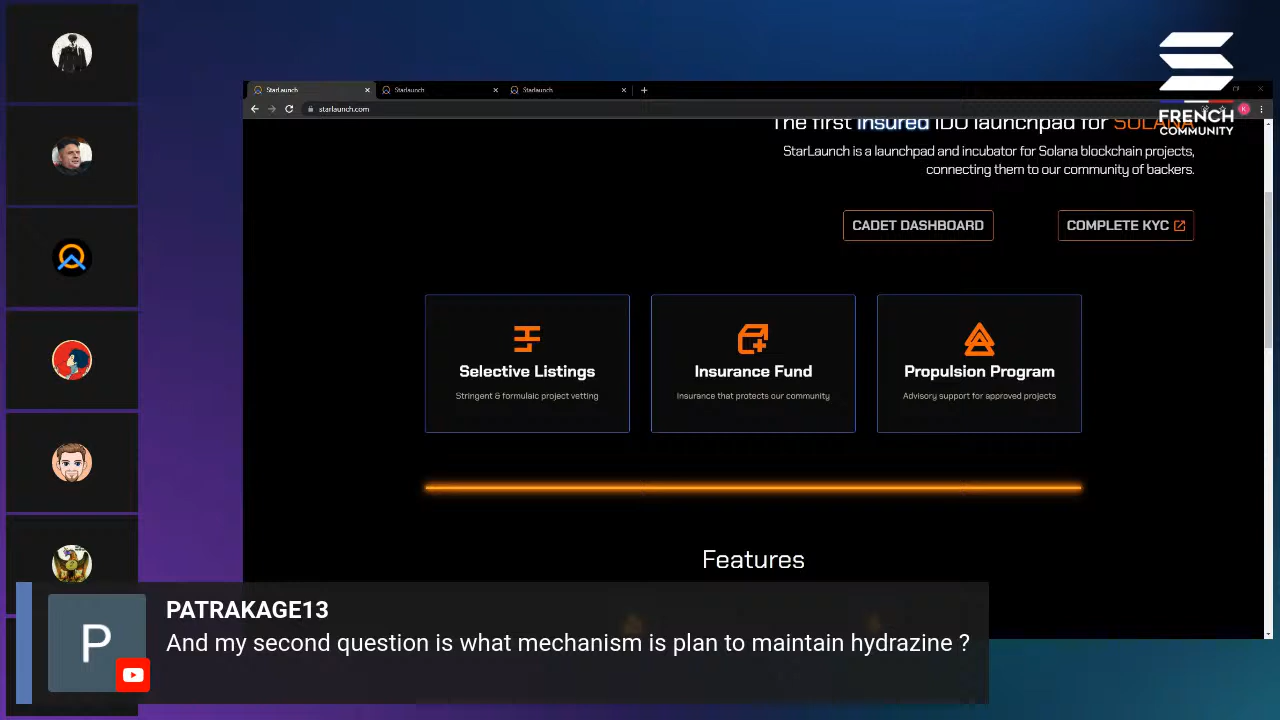 StarLaunch
StarLaunch
StarLaunch
starlaunch.com
K
FRENCH
COMMUNITY
The first insured IDO launchpad for SOLANA
StarLaunch is a launchpad and incubator for Solana blockchain projects,
connecting them to our community of backers.
CADET DASHBOARD
COMPLETE KYC
Selective Listings
Stringent & formulaic project vetting
Insurance Fund
Insurance that protects our community
Propulsion Program
Advisory support for approved projects
Features
P
PATRAKAGE13
And my second question is what mechanism is plan to maintain hydrazine ?